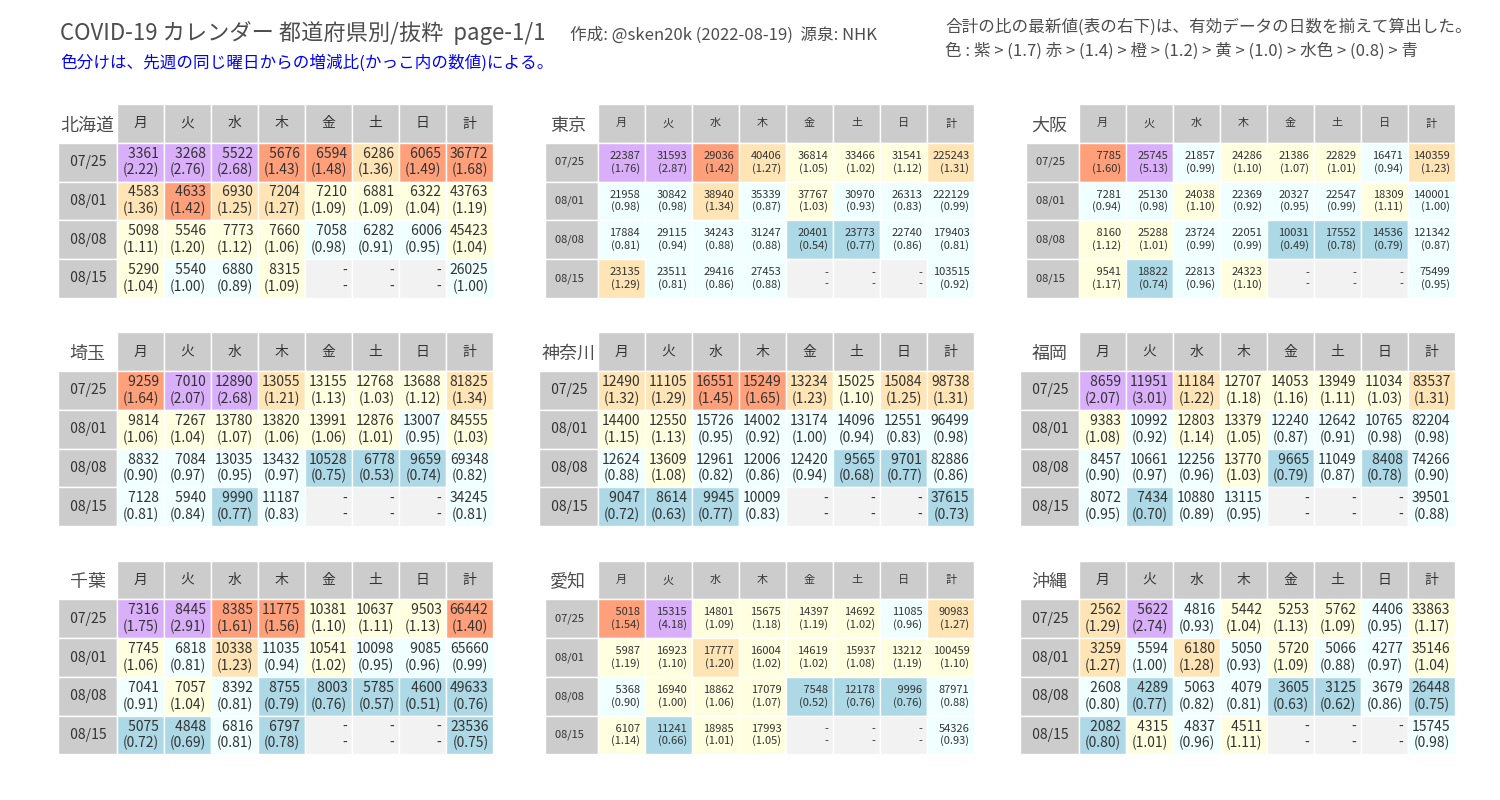 COVID-19 カレンダー 都道府県別/抜粋 page-1/1 作成: @sken20k (2022-08-19) 源泉: NHK
合計の比の最新値(表の右下)は、有効データの日数を揃えて算出した。
色分けは、先週の同じ曜日からの増減比(かっこ内の数値)による。
色 : 紫 > (1.7) 赤 > (1.4) > 橙 > (1.2) > 黄 > (1.0) > 水色 > (0.8) > 青
北海道 月 火 水 木 金 土 日 計
07/25 3361 3268 5522 5676 6594 6286 6065 36772
(2.22) (2.76) (2.68) (1.43) (1.48) (1.36) (1.49) (1.68)
08/01 4583 4633 6930 7204 7210 6881 6322 43763
(1.36) (1.42) (1.25) (1.27) (1.09) (1.09) (1.04) (1.19)
08/08 5098 5546 7773 7660 7058 6282 6006 45423
(1.11) (1.20) (1.12) (1.06) (0.98) (0.91) (0.95) (1.04)
08/15 5290 5540 6880 8315 - - - 26025
(1.04) (1.00) (0.89) (1.09) - - - (1.00)
東京 月 火 水 木 金 土 日 計
07/25 22387 31593 29036 40406 36814 33466 31541 225243
(1.76) (2.87) (1.42) (1.27) (1.05) (1.02) (1.12) (1.31)
08/01 21958 30842 38940 35339 37767 30970 26313 222129
(0.98) (0.98) (1.34) (0.87) (1.03) (0.93) (0.83) (0.99)
08/08 17884 29115 34243 31247 20401 23773 22740 179403
(0.81) (0.94) (0.88) (0.88) (0.54) (0.77) (0.86) (0.81)
08/15 23135 23511 29416 27453 - - - 103515
(1.29) (0.81) (0.86) (0.88) - - - (0.92)
大阪 月 火 水 木 金 土 日 計
07/25 7785 25745 21857 24286 21386 22829 16471 140359
(1.60) (5.13) (0.99) (1.10) (1.07) (1.01) (0.94) (1.23)
08/01 7281 25130 24038 22369 20327 22547 18309 140001
(0.94) (0.98) (1.10) (0.92) (0.95) (0.99) (1.11) (1.00)
08/08 8160 25288 23724 22051 10031 17552 14536 121342
(1.12) (1.01) (0.99) (0.99) (0.49) (0.78) (0.79) (0.87)
08/15 9541 18822 22813 24323 - - - 75499
(1.17) (0.74) (0.96) (1.10) - - - (0.95)
埼玉 月 火 水 木 金 土 日 計
07/25 9259 7010 12890 13055 13155 12768 13688 81825
(1.64) (2.07) (2.68) (1.21) (1.13) (1.03) (1.12) (1.34)
08/01 9814 7267 13780 13820 13991 12876 13007 84555
(1.06) (1.04) (1.07) (1.06) (1.06) (1.01) (0.95) (1.03)
08/08 8832 7084 13035 13432 10528 6778 9659 69348
(0.90) (0.97) (0.95) (0.97) (0.75) (0.53) (0.74) (0.82)
08/15 7128 5940 9990 11187 - - - 34245
(0.81) (0.84) (0.77) (0.83) - - - (0.81)
神奈川 月 火 水 木 金 土 日 計
07/25 12490 11105 16551 15249 13234 15025 15084 98738
(1.32) (1.29) (1.45) (1.65) (1.23) (1.10) (1.25) (1.31)
08/01 14400 12550 15726 14002 13174 14096 12551 96499
(1.15) (1.13) (0.95) (0.92) (1.00) (0.94) (0.83) (0.98)
08/08 12624 13609 12961 12006 12420 9565 9701 82886
(0.88) (1.08) (0.82) (0.86) (0.94) (0.68) (0.77) (0.86)
08/15 9047 8614 9945 10009 - - - 37615
(0.72) (0.63) (0.77) (0.83) - - - (0.73)
福岡 月 火 水 木 金 土 日 計
07/25 8659 11951 11184 12707 14053 13949 11034 83537
(2.07) (3.01) (1.22) (1.18) (1.16) (1.11) (1.03) (1.31)
08/01 9383 10992 12803 13379 12240 12642 10765 82204
(1.08) (0.92) (1.14) (1.05) (0.87) (0.91) (0.98) (0.98)
08/08 8457 10661 12256 13770 9665 11049 8408 74266
(0.90) (0.97) (0.96) (1.03) (0.79) (0.87) (0.78) (0.90)
08/15 8072 7434 10880 13115 - - - 39501
(0.95) (0.70) (0.89) (0.95) - - - (0.88)
千葉 月 火 水 木 金 土 日 計
07/25 7316 8445 8385 11775 10381 10637 9503 66442
(1.75) (2.91) (1.61) (1.56) (1.10) (1.11) (1.13) (1.40)
08/01 7745 6818 10338 11035 10541 10098 9085 65660
(1.06) (0.81) (1.23) (0.94) (1.02) (0.95) (0.96) (0.99)
08/08 7041 7057 8392 8755 8003 5785 4600 49633
(0.91) (1.04) (0.81) (0.79) (0.76) (0.57) (0.51) (0.76)
08/15 5075 4848 6816 6797 - - - 23536
(0.72) (0.69) (0.81) (0.78) - - - (0.75)
愛知 月 火 水 木 金 土 日 計
07/25 5018 15315 14801 15675 14397 14692 11085 90983
(1.54) (4.18) (1.09) (1.18) (1.19) (1.02) (0.96) (1.27)
08/01 5987 16923 17777 16004 14619 15937 13212 100459
(1.19) (1.10) (1.20) (1.02) (1.02) (1.08) (1.19) (1.10)
08/08 5368 16940 18862 17079 7548 12178 9996 87971
(0.90) (1.00) (1.06) (1.07) (0.52) (0.76) (0.76) (0.88)
08/15 6107 11241 18985 17993 - - - 54326
(1.14) (0.66) (1.01) (1.05) - - - (0.93)
沖縄 月 火 水 木 金 土 日 計
07/25 2562 5622 4816 5442 5253 5762 4406 33863
(1.29) (2.74) (0.93) (1.04) (1.13) (1.09) (0.95) (1.17)
08/01 3259 5594 6180 5050 5720 5066 4277 35146
(1.27) (1.00) (1.28) (0.93) (1.09) (0.88) (0.97) (1.04)
08/08 2608 4289 5063 4079 3605 3125 3679 26448
(0.80) (0.77) (0.82) (0.81) (0.63) (0.62) (0.86) (0.75)
08/15 2082 4315 4837 4511 - - - 15745
(0.80) (1.01) (0.96) (1.11) - - - (0.98)